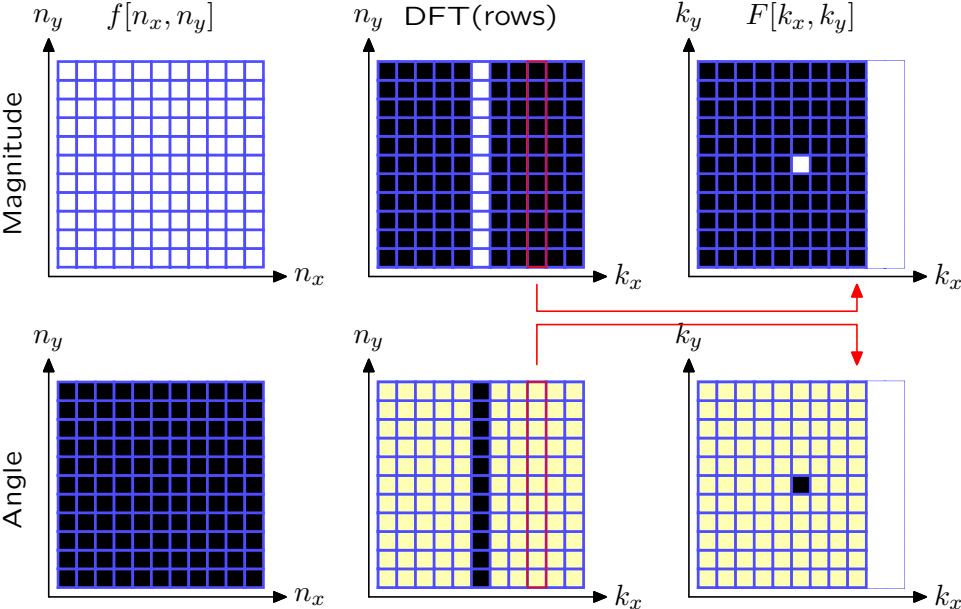 n_y f[n_x, n_y] n_y DFT(rows) k_y F[k_x, k_y]
Magnitude
n_x k_x k_x
n_y n_y k_y
Angle
n_x k_x k_x